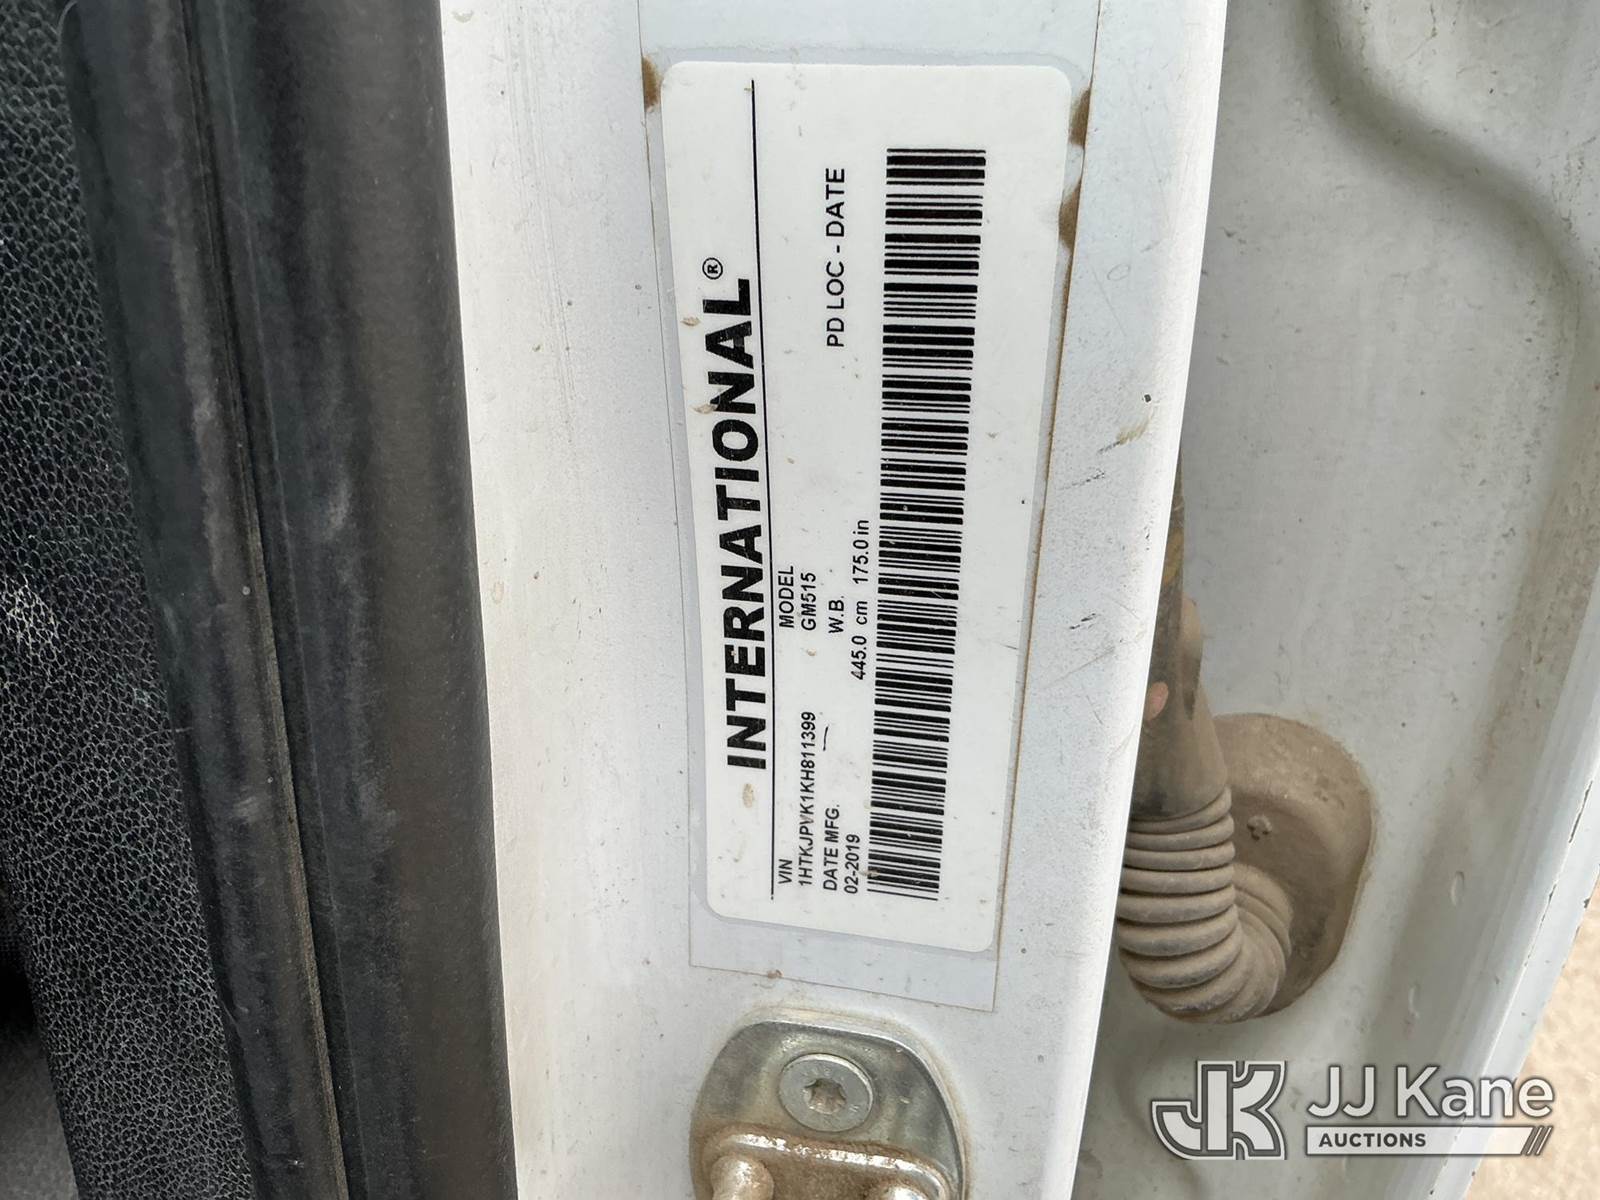 INTERNATIONAL®
VIN MODEL
1HTKJPVK1KH811399 GM515
DATE MFG. W.B. PD LOC - DATE
02-2019 445.0 cm 175.0 in
JK JJ Kane
AUCTIONS